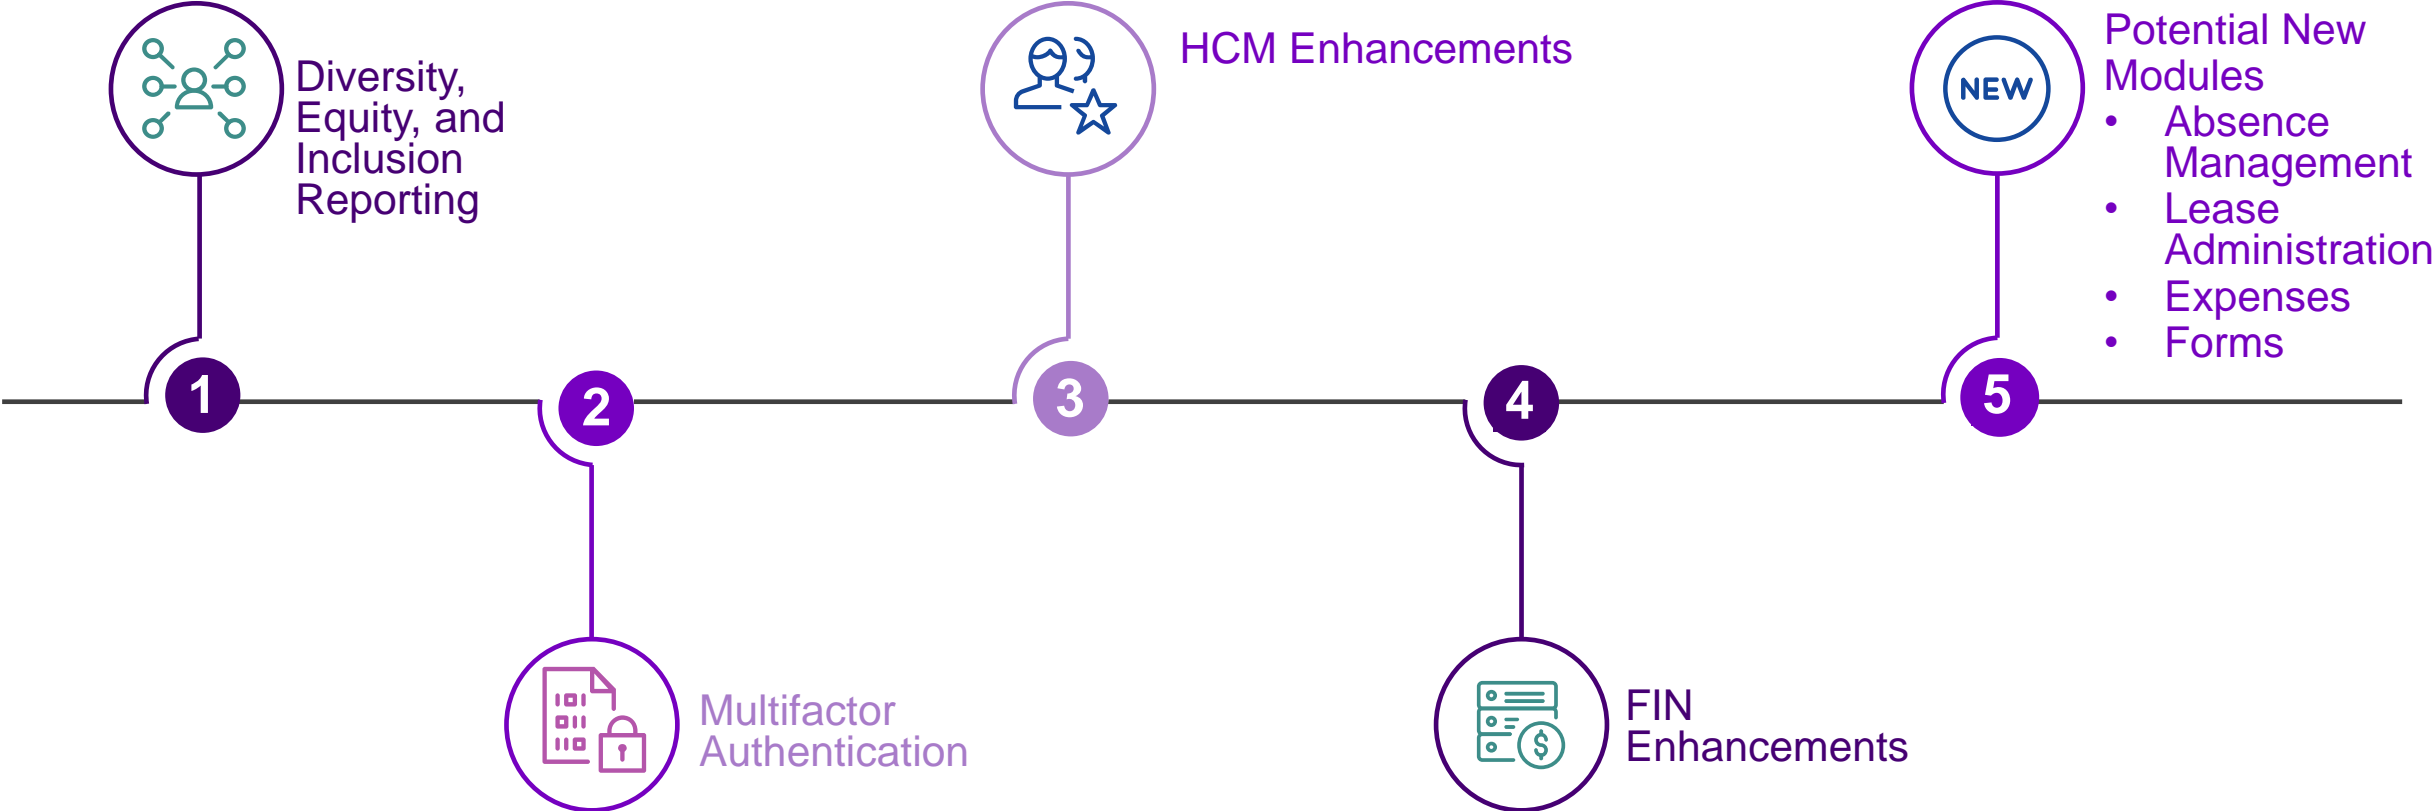 Diversity,
Equity, and
Inclusion
Reporting
1
2
Multifactor
Authentication
HCM Enhancements
3
4
FIN
Enhancements
NEW
Potential New
Modules
• Absence
Management
• Lease
Administration
• Expenses
• Forms
5